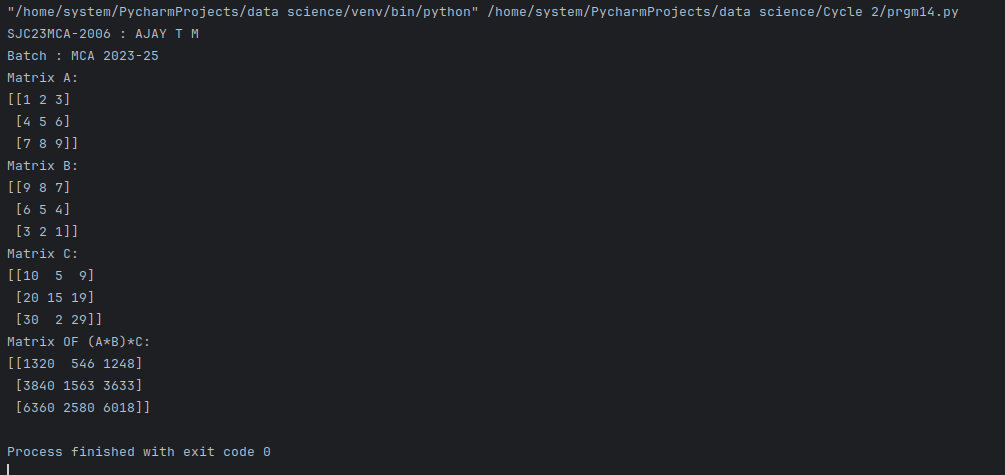 "/home/system/PycharmProjects/data science/venv/bin/python" /home/system/PycharmProjects/data science/Cycle 2/prgm14.py
SJC23MCA-2006 : AJAY T M
Batch : MCA 2023-25
Matrix A:
[[1 2 3]
 [4 5 6]
 [7 8 9]]
Matrix B:
[[9 8 7]
 [6 5 4]
 [3 2 1]]
Matrix C:
[[10  5  9]
 [20 15 19]
 [30  2 29]]
Matrix OF (A*B)*C:
[[1320  546 1248]
 [3840 1563 3633]
 [6360 2580 6018]]
Process finished with exit code 0